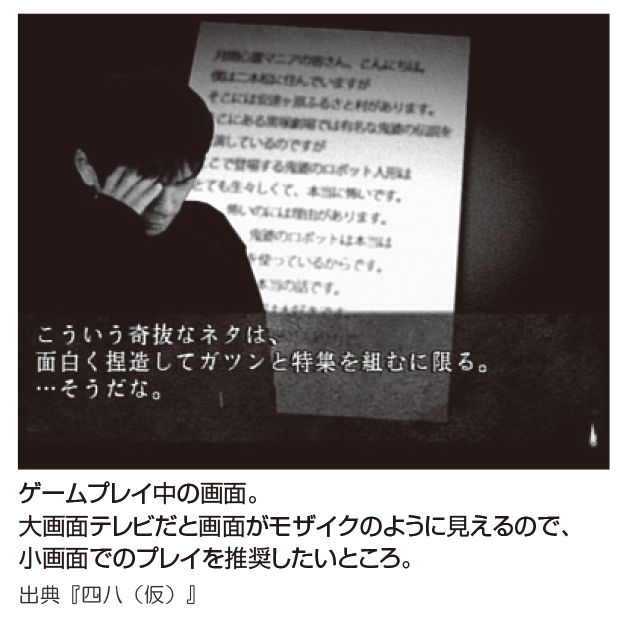 月間心霊マニアの皆さん、こんにちは。
僕は二本松に住んでいますが
そこには安達ヶ原ふるさと村があります。
こにある黒塚劇場では有名な鬼婆の伝説を
演しているのですが
こで登場する鬼婆のロボット人形は
とても生々しくて、本当に怖いです。
怖いのには理由があります。
鬼婆のロボットは本当は
を使っているからです。
本当の話です。
こういう奇抜なネタは、
面白く捏造してガツンと特集を組むに限る。
…そうだな。
ゲームプレイ中の画面。
大画面テレビだと画面がモザイクのように見えるので、
小画面でのプレイを推奨したいところ。
出典『四八（仮）』